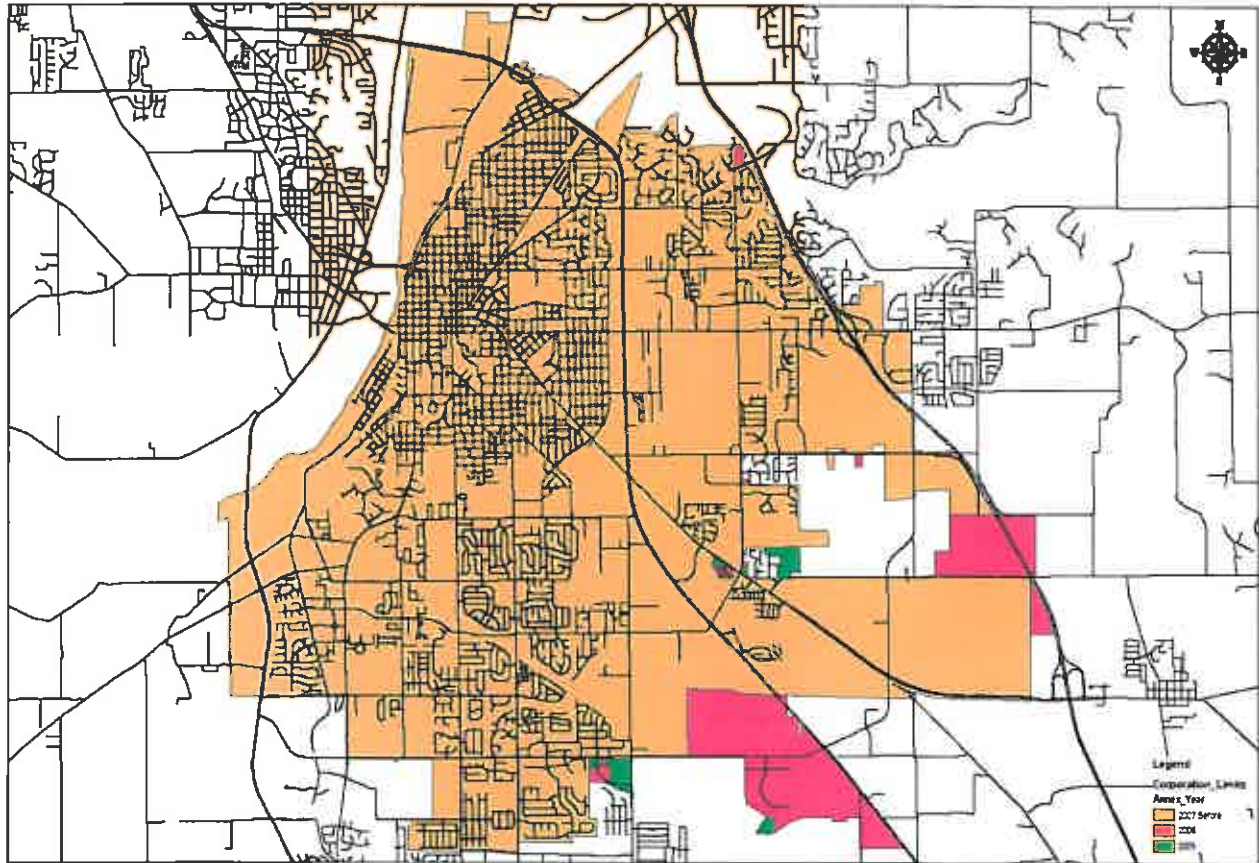 N
W E
S
Legend
Corporation_Limits
Annex_Year
2007 Before
2008
2009